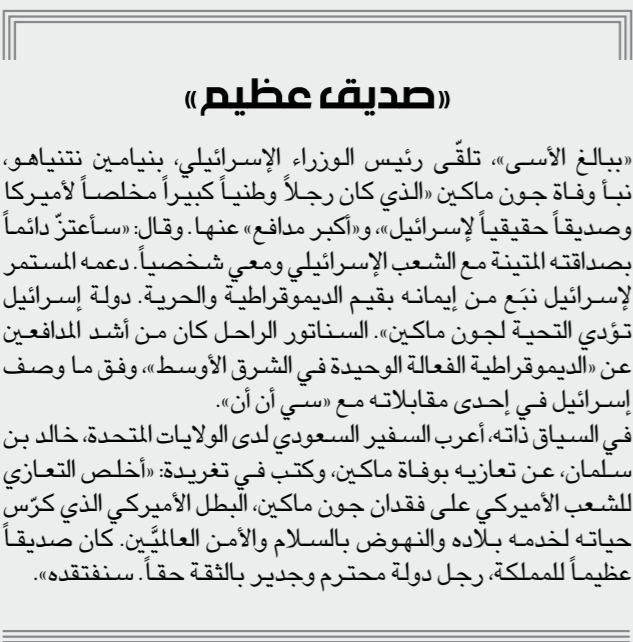 «صديق عظيم»
«ببالغ الأسى»، تلقّى رئيس الوزراء الإسرائيلي، بنيامين نتنياهو،
نبأ وفاة جون ماكين «الذي كان رجلاً وطنياً كبيراً مخلصاً لأميركا
وصديقاً حقيقياً لإسرائيل»، و«أكبر مدافع» عنها. وقال: «سأعتزّ دائماً
بصداقته المتينة مع الشعب الإسرائيلي ومعي شخصياً. دعمه المستمر
لإسرائيل نبَع من إيمانه بقيم الديموقراطية والحرية. دولة إسرائيل
تؤدي التحية لجون ماكين». السناتور الراحل كان من أشد المدافعين
عن «الديموقراطية الفعالة الوحيدة في الشرق الأوسط»، وفق ما وصف
إسرائيل في إحدى مقابلاته مع «سي أن أن».
في السياق ذاته، أعرب السفير السعودي لدى الولايات المتحدة، خالد بن
سلمان، عن تعازيه بوفاة ماكين، وكتب في تغريدة: «أخلص التعازي
للشعب الأميركي على فقدان جون ماكين، البطل الأميركي الذي كرّس
حياته لخدمه بلاده والنهوض بالسلام والأمن العالميَّين. كان صديقاً
عظيماً للمملكة، رجل دولة محترم وجدير بالثقة حقاً. سنفتقده».